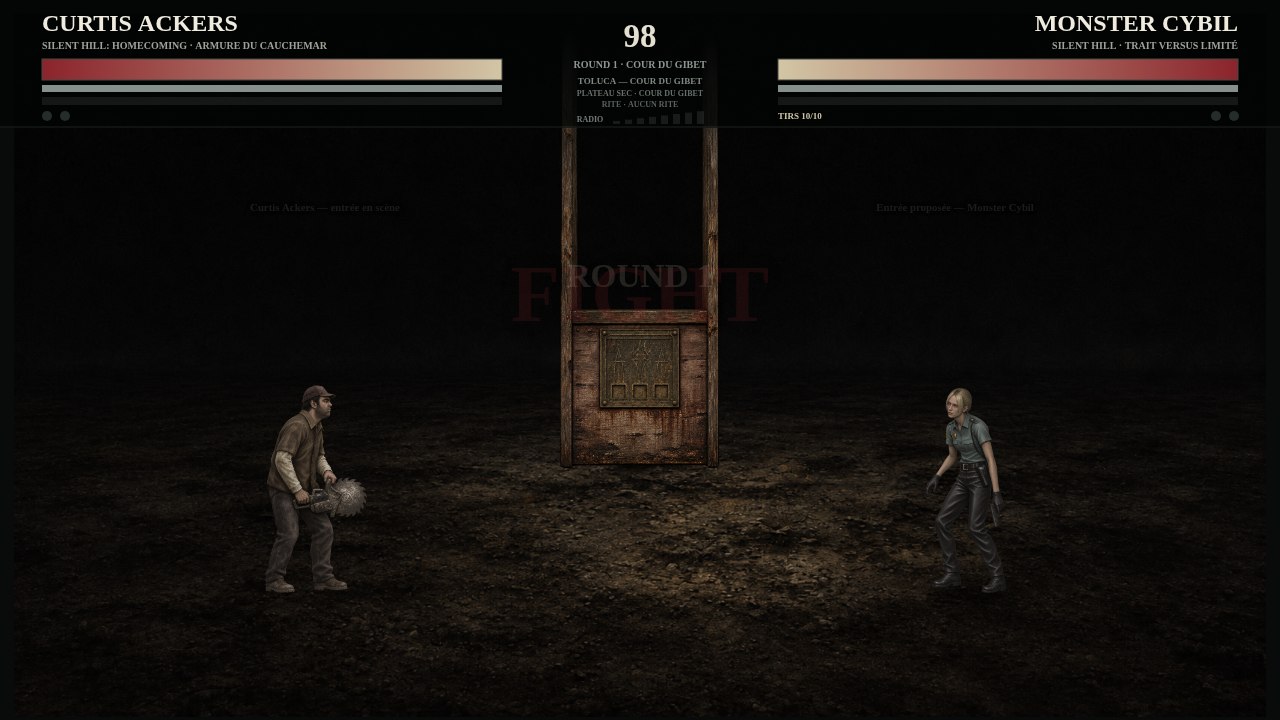 CURTIS ACKERS
SILENT HILL: HOMECOMING · ARMURE DU CAUCHEMAR
98
ROUND 1 · COUR DU GIBET
TOLUCA — COUR DU GIBET
PLATEAU SEC · COUR DU GIBET
RITE · AUCUN RITE
RADIO
MONSTER CYBIL
SILENT HILL · TRAIT VERSUS LIMITÉ
TIRS 10/10
Curtis Ackers — entrée en scène
Entrée proposée — Monster Cybil
ROUND 1
FIGHT